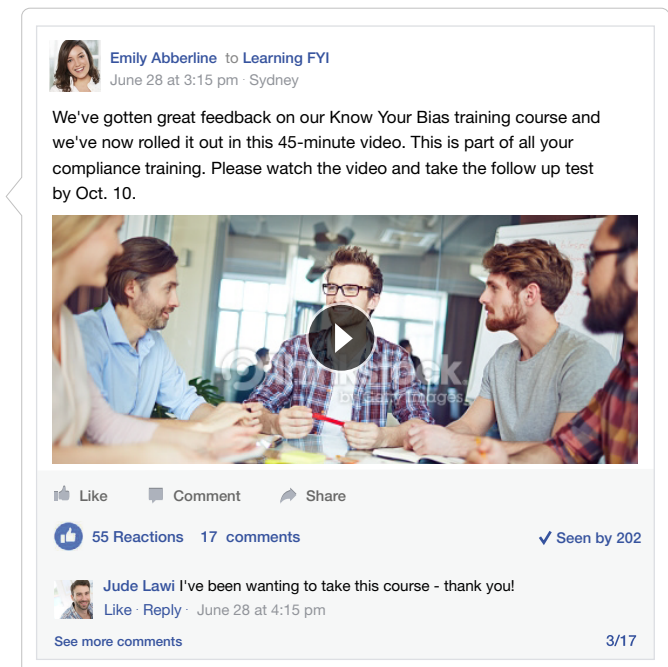 Emily Abberline to Learning FYI
June 28 at 3:15 pm · Sydney
We've gotten great feedback on our Know Your Bias training course and
we've now rolled it out in this 45-minute video. This is part of all your
compliance training. Please watch the video and take the follow up test
by Oct. 10.
Thinkstock.
by Getty Images
Like Comment Share
55 Reactions 17 comments Seen by 202
Jude Lawi I've been wanting to take this course - thank you!
Like · Reply · June 28 at 4:15 pm
See more comments 3/17